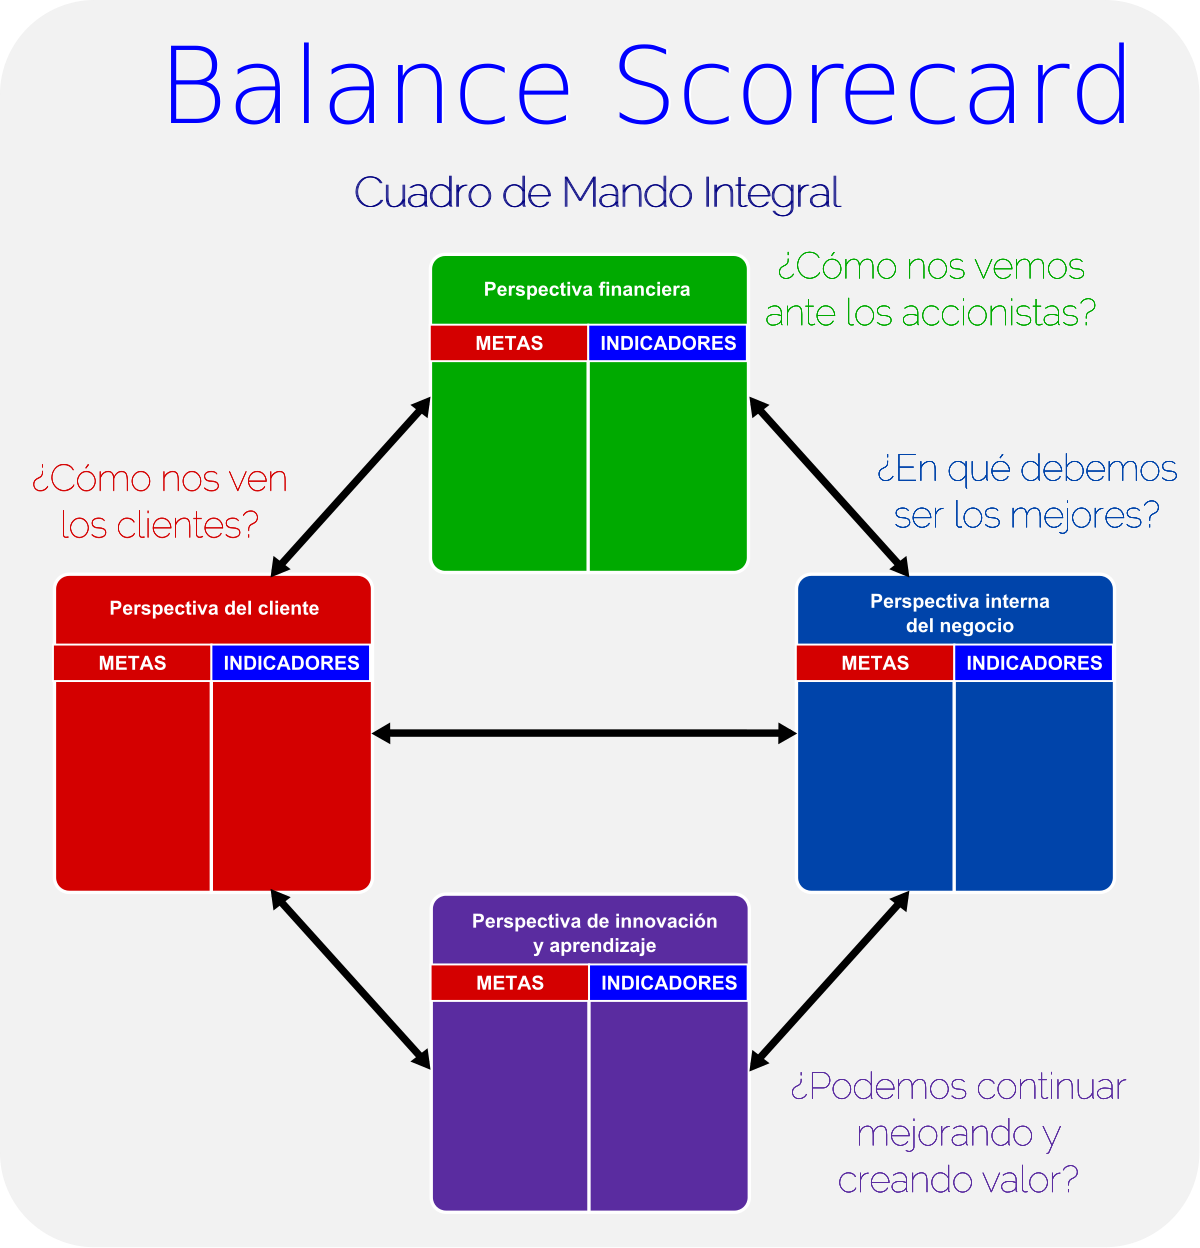 Balance Scorecard
Cuadro de Mando Integral
Perspectiva financiera
METAS
INDICADORES
¿Cómo nos vemos
ante los accionistas?
¿Cómo nos ven
los clientes?
Perspectiva del cliente
METAS
INDICADORES
¿En qué debemos
ser los mejores?
Perspectiva interna
del negocio
METAS
INDICADORES
Perspectiva de innovación
y aprendizaje
METAS
INDICADORES
¿Podemos continuar
mejorando y
creando valor?